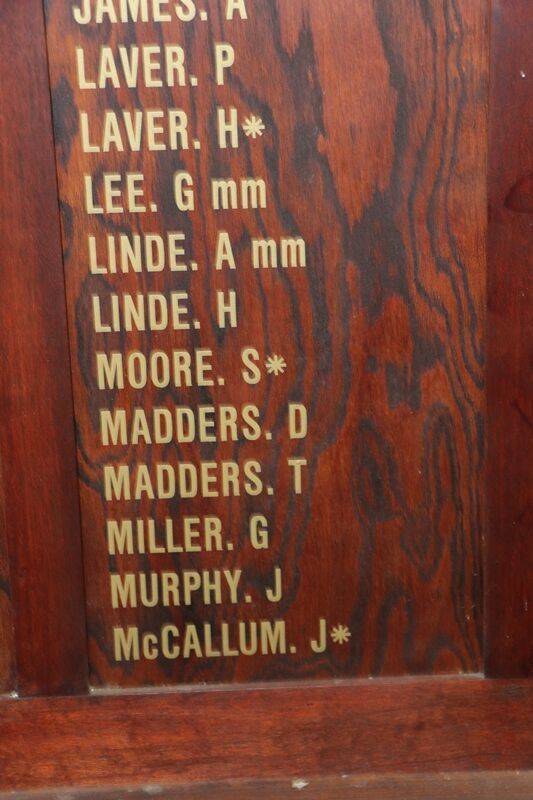 JAMES. A
LAVER. P
LAVER. H*
LEE. G mm
LINDE. A mm
LINDE. H
MOORE. S*
MADDERS. D
MADDERS. T
MILLER. G
MURPHY. J
McCALLUM. J*